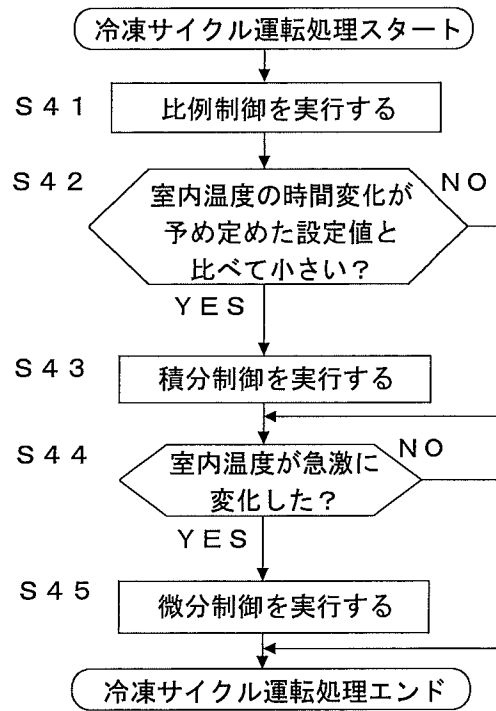 冷凍サイクル運転処理スタート
S41
比例制御を実行する
S42
室内温度の時間変化が
予め定めた設定値と
比べて小さい？
NO
YES
S43
積分制御を実行する
S44
室内温度が急激に
変化した？
NO
YES
S45
微分制御を実行する
冷凍サイクル運転処理エンド